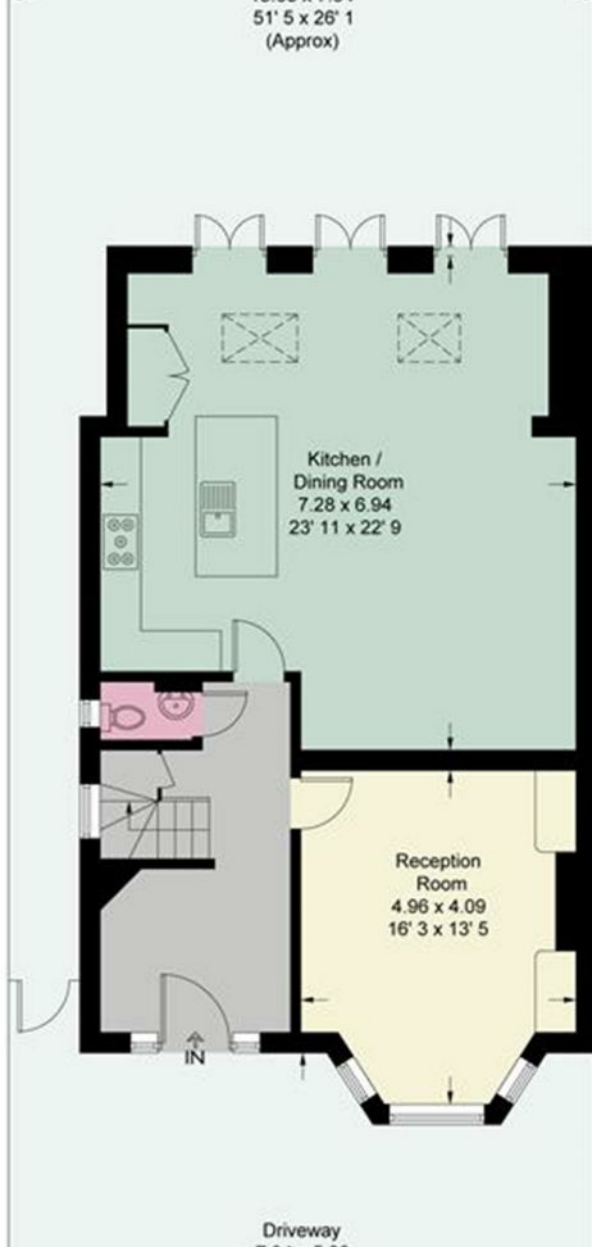 51' 5 x 26' 1
(Approx)
Kitchen /
Dining Room
7.28 x 6.94
23' 11 x 22' 9
Reception
Room
4.96 x 4.09
16' 3 x 13' 5
IN
Driveway